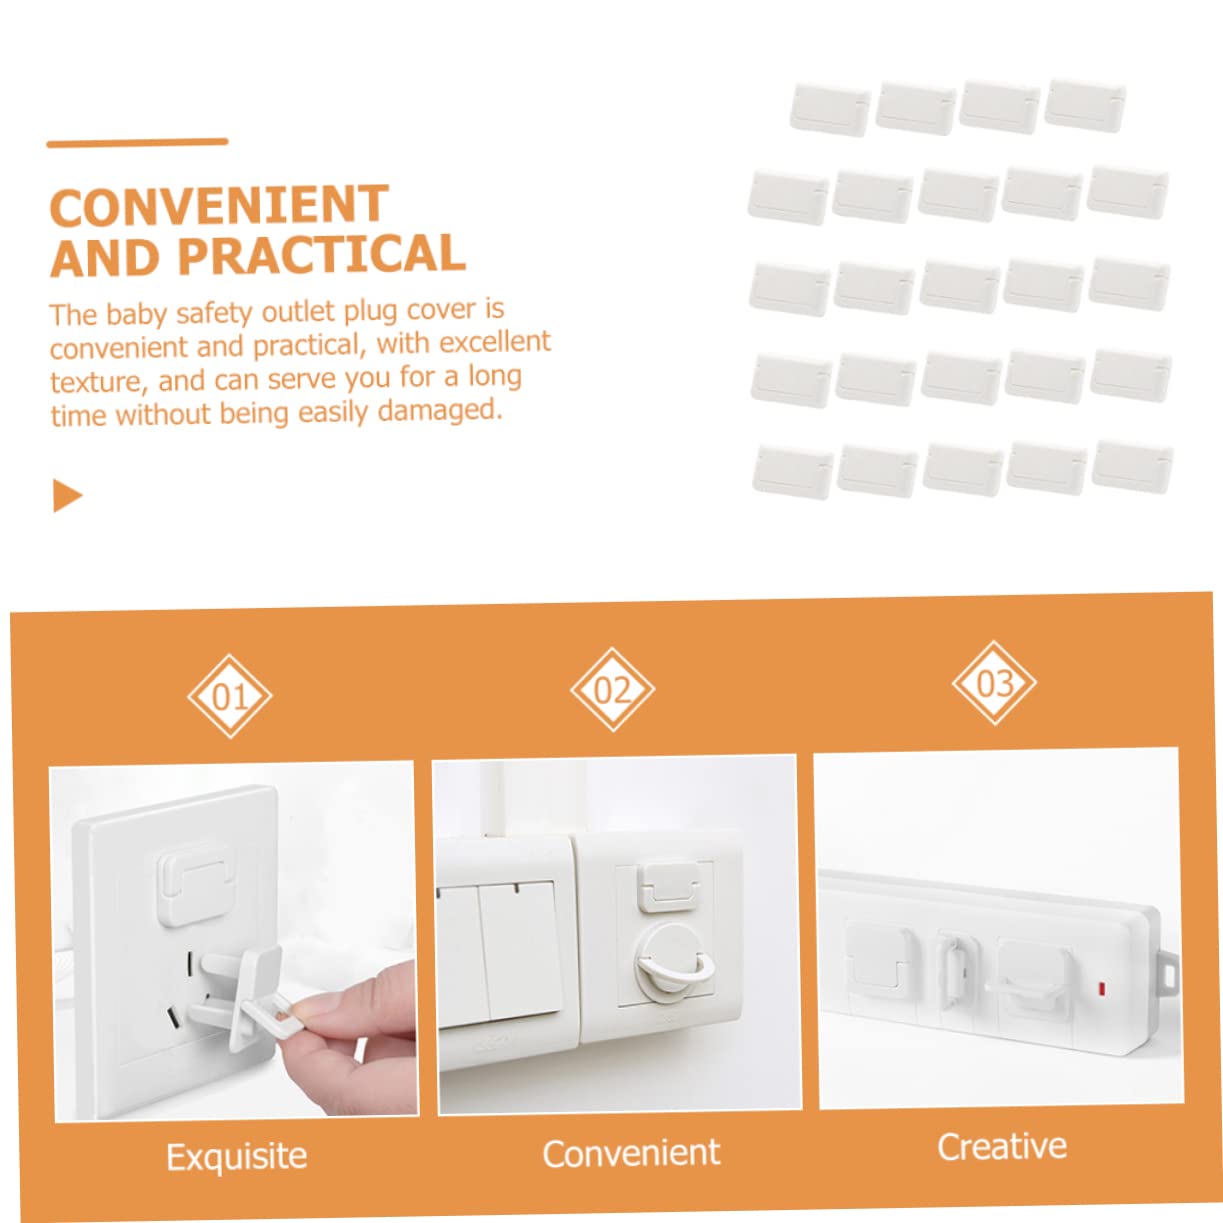 CONVENIENT
AND PRACTICAL
The baby safety outlet plug cover is
convenient and practical, with excellent
texture, and can serve you for a long
time without being easily damaged.
01
02
03
Exquisite
Convenient
Creative